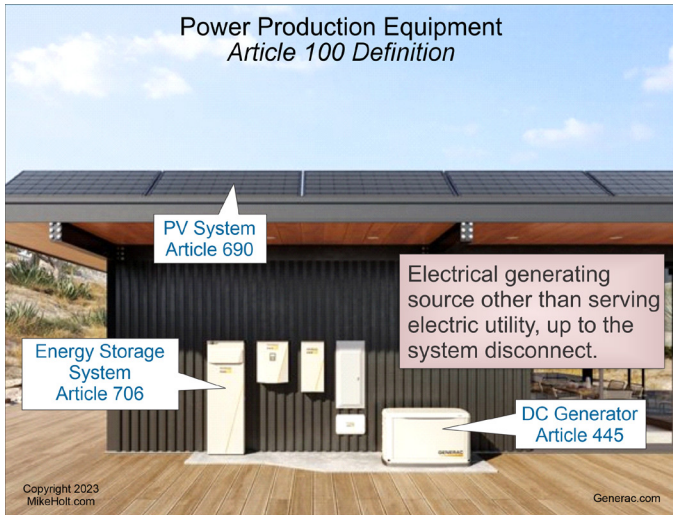 Power Production Equipment
Article 100 Definition
PV System
Article 690
Electrical generating
source other than serving
electric utility, up to the
system disconnect.
Energy Storage
System
Article 706
DC Generator
Article 445
GENERAC
Copyright 2023
MikeHolt.com
Generac.com